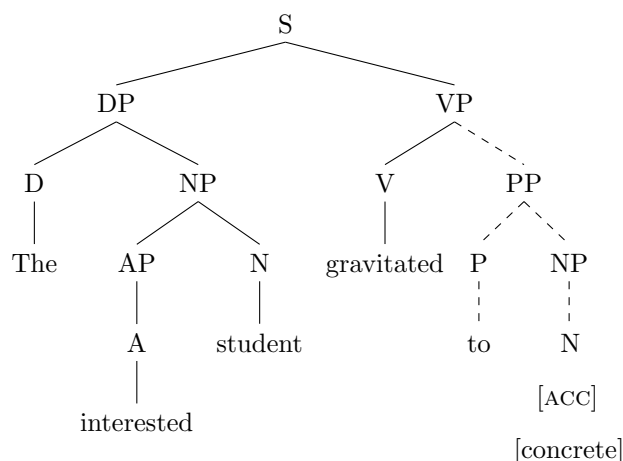 S
DP VP
D NP V PP
The AP N gravitated P NP
A student to N
interested [ACC]
[concrete]